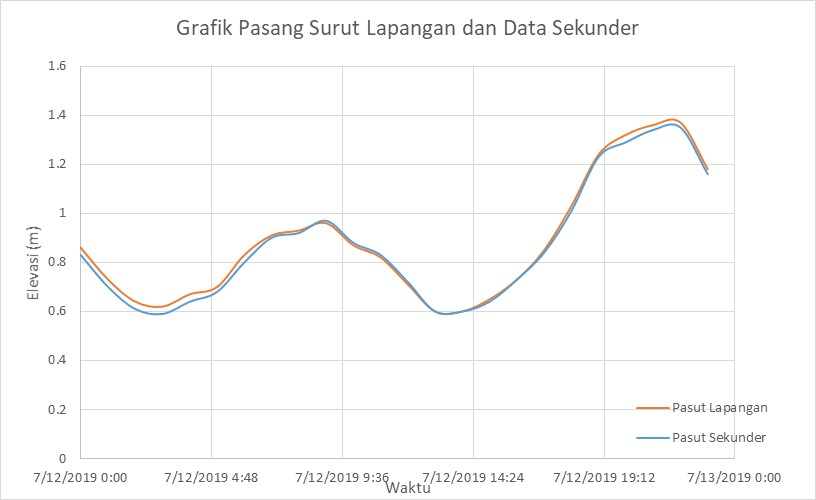 Grafik Pasang Surut Lapangan dan Data Sekunder
1.6
1.4
1.2
1
0.8
0.6
0.4
0.2
0
Elevasi (m)
Pasut Lapangan
Pasut Sekunder
7/12/2019 0:00 7/12/2019 4:48 7/12/2019 9:36 7/12/2019 14:24 7/12/2019 19:12 7/13/2019 0:00
Waktu